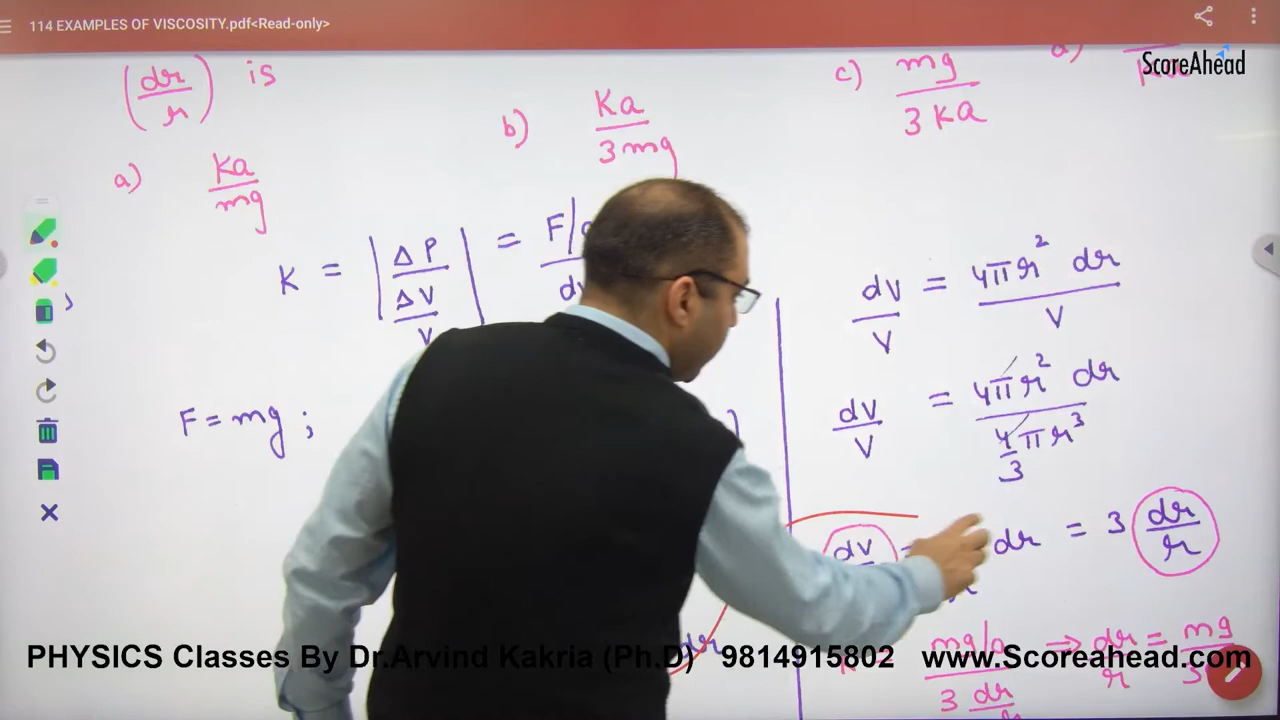 114 EXAMPLES OF VISCOSITY.pdf<Read-only>
ScoreAhead
(dr/r) is
a) Ka/mg
b) Ka/3mg
c) mg/3Ka
d)
K = |ΔP/(ΔV/V)| = F/a
F = mg ;
dV/V = 4πr² dr/V
dV/V = 4πr² dr/(4/3 πr³)
dV dr = 3 dr/r
mg/a/(3 dr/r) ⇒ dr/r = mg/3
PHYSICS Classes By Dr.Arvind Kakria (Ph.D) 9814915802 www.Scoreahead.com